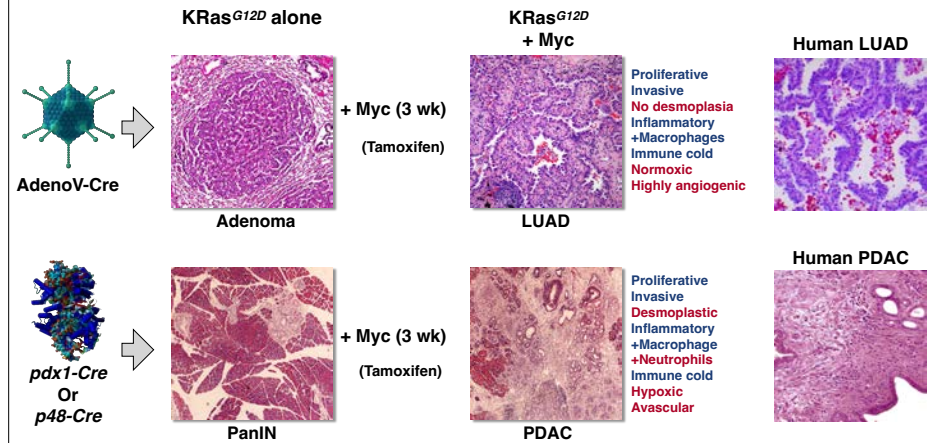 KRasG12D alone
KRasG12D
+ Myc
Human LUAD
AdenoV-Cre
+ Myc (3 wk)
(Tamoxifen)
Adenoma
LUAD
Proliferative
Invasive
No desmoplasia
Inflammatory
+Macrophages
Immune cold
Normoxic
Highly angiogenic
Human PDAC
pdx1-Cre
Or
p48-Cre
+ Myc (3 wk)
(Tamoxifen)
PanIN
PDAC
Proliferative
Invasive
Desmoplastic
Inflammatory
+Macrophage
+Neutrophils
Immune cold
Hypoxic
Avascular